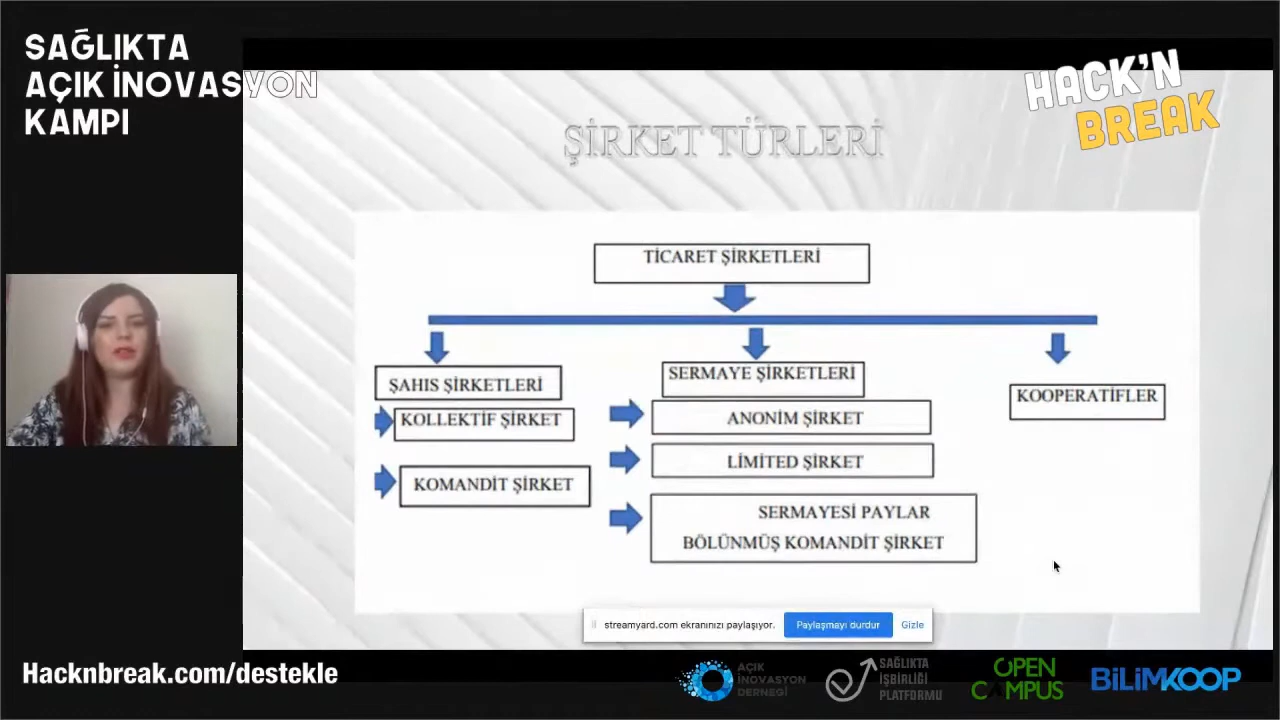 SAĞLIKTA
AÇIK İNOVASYON
KAMPI
HACK'N
BREAK
ŞİRKET TÜRLERİ
TİCARET ŞİRKETLERİ
ŞAHIS ŞİRKETLERİ
KOLLEKTİF ŞİRKET
KOMANDİT ŞİRKET
SERMAYE ŞİRKETLERİ
ANONİM ŞİRKET
LİMİTED ŞİRKET
SERMAYESİ PAYLAR
BÖLÜNMÜŞ KOMANDİT ŞİRKET
KOOPERATİFLER
streamyard.com ekranınızı paylaşıyor.
Paylaşmayı durdur
Gizle
Hacknbreak.com/destekle
AÇIK
İNOVASYON
DERNEĞİ
SAĞLIKTA
İŞBİRLİĞİ
PLATFORMU
OPEN
CAMPUS
BİLİMKOOP